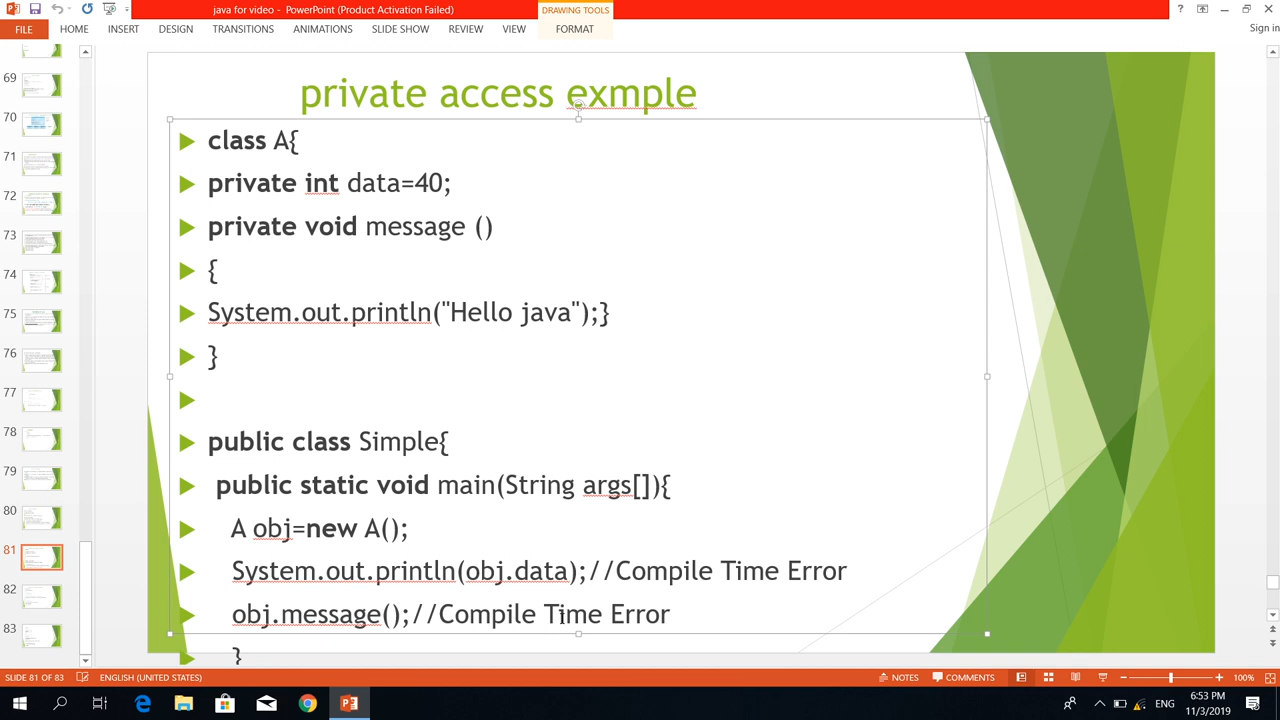 java for video - PowerPoint (Product Activation Failed)
DRAWING TOOLS
?
FILE HOME INSERT DESIGN TRANSITIONS ANIMATIONS SLIDE SHOW REVIEW VIEW FORMAT
Sign in
69
70
71
72
73
74
75
76
77
78
79
80
81
82
83
private access exmple
class A{
private int data=40;
private void message ()
{
System.out.println("Hello java");}
}
public class Simple{
public static void main(String args[]){
A obj=new A();
System.out.println(obj.data);//Compile Time Error
obj.message();//Compile Time Error
}
SLIDE 81 OF 83 ENGLISH (UNITED STATES) NOTES COMMENTS 100%
ENG
6:53 PM
11/3/2019